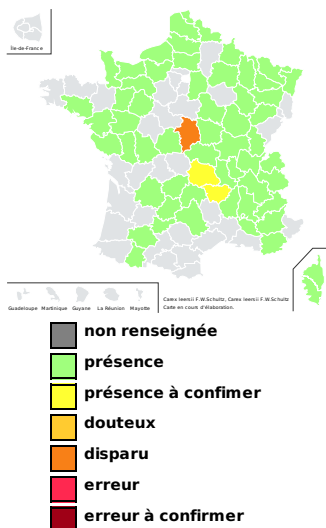 Île-de-France
Guadeloupe Martinique Guyane La Réunion Mayotte
Carex leersii F.W.Schultz, Carex leersii F.W.Schultz
Carte en cours d'élaboration.
non renseignée
présence
présence à confimer
douteux
disparu
erreur
erreur à confirmer